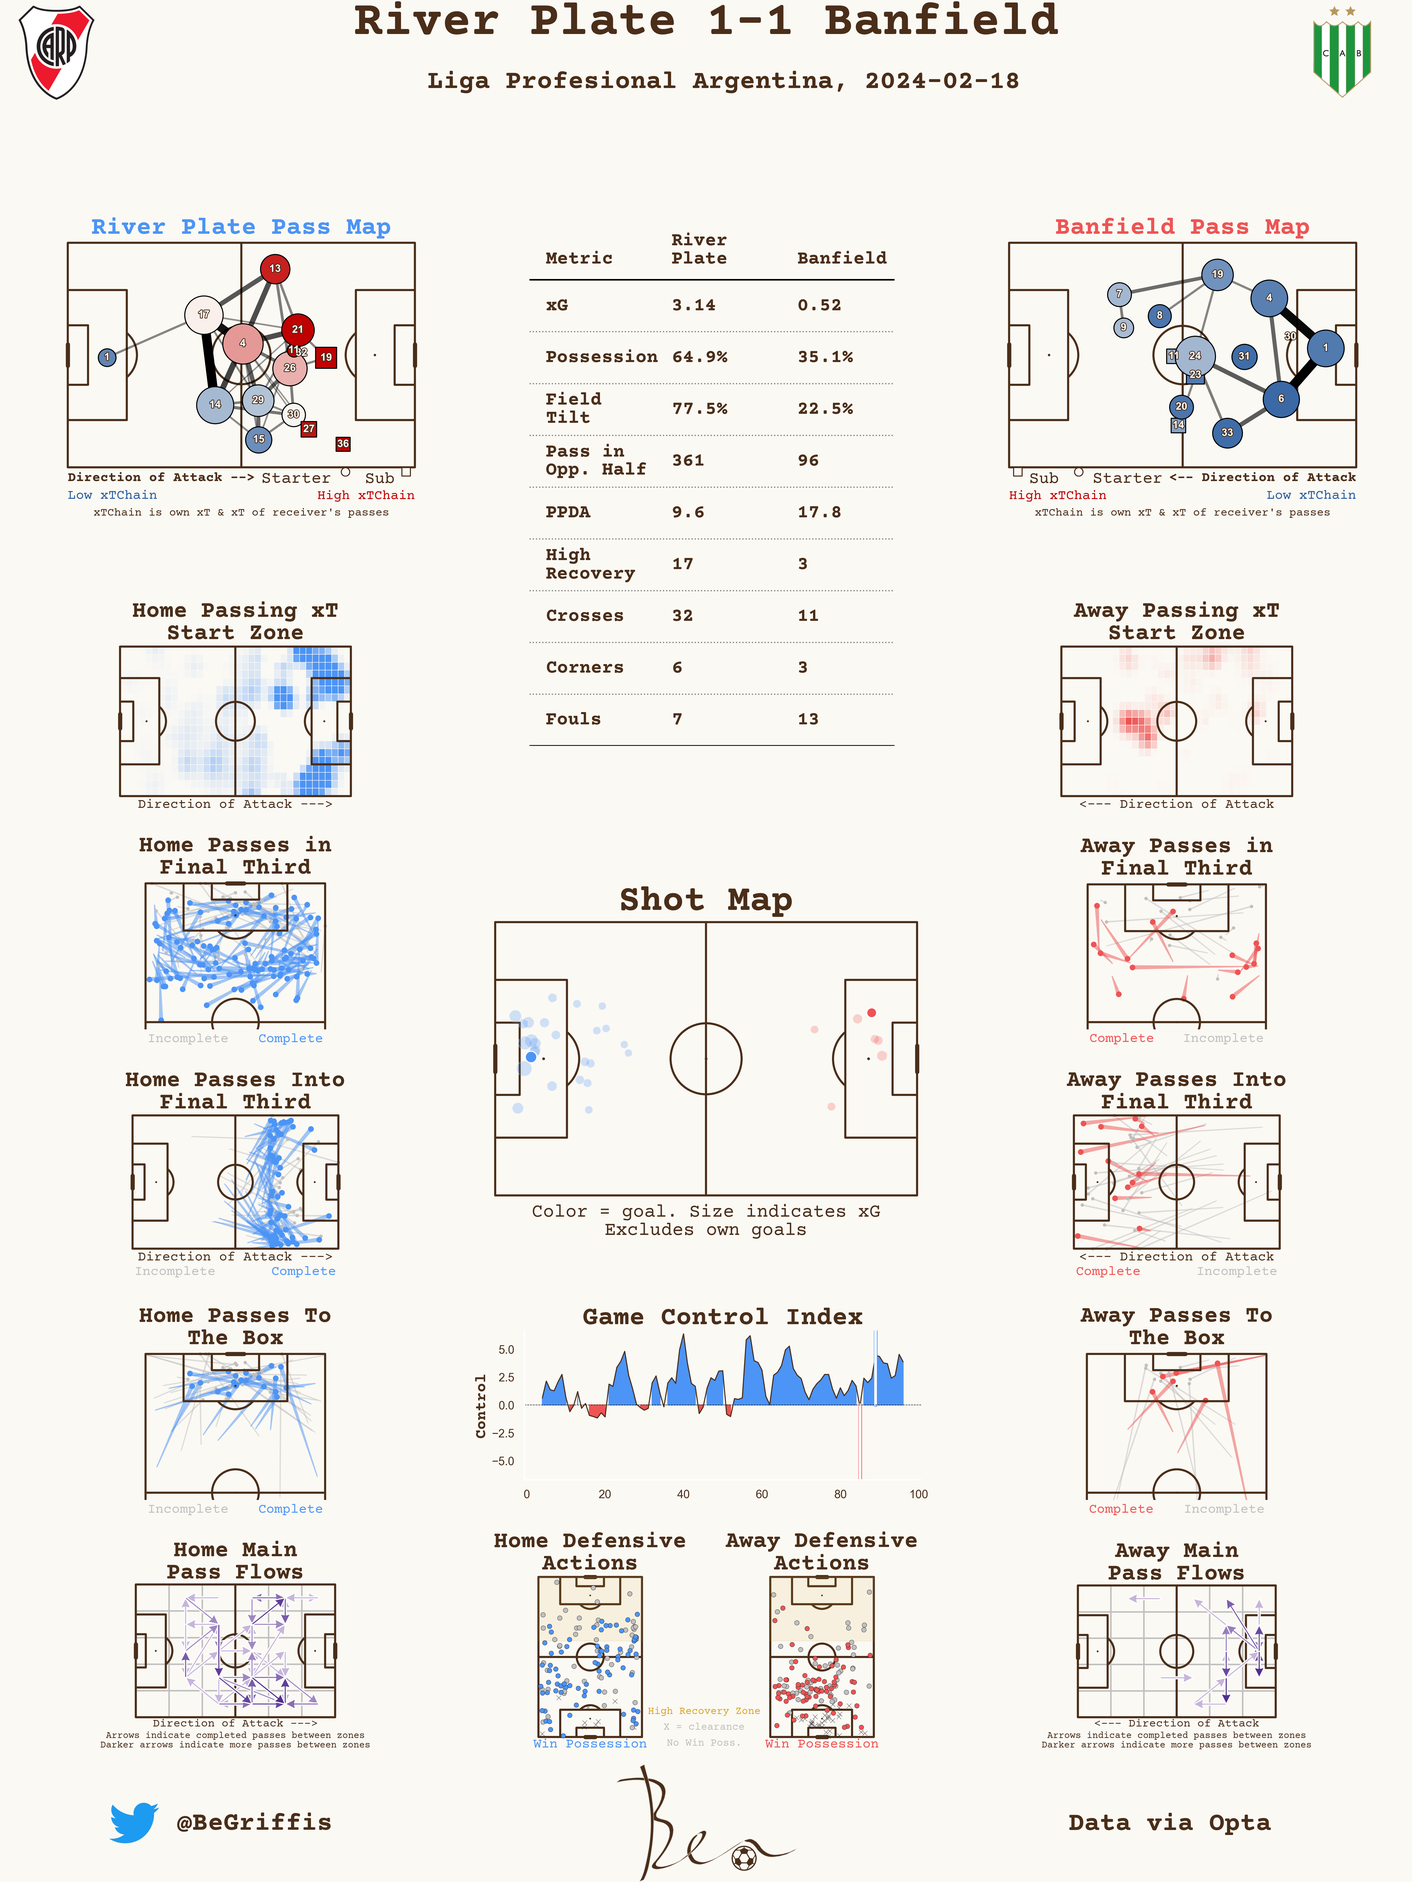 River Plate 1-1 Banfield
Liga Profesional Argentina, 2024-02-18
CARP
C A B
River Plate Pass Map
13
17
21
4
1
11
32
19
26
14
29
30
27
15
36
Direction of Attack --> Starter Sub
Low xTChain High xTChain
xTChain is own xT & xT of receiver's passes
Metric River Plate Banfield
xG 3.14 0.52
Possession 64.9% 35.1%
Field Tilt 77.5% 22.5%
Pass in Opp. Half 361 96
PPDA 9.6 17.8
High Recovery 17 3
Crosses 32 11
Corners 6 3
Fouls 7 13
Banfield Pass Map
19
7
4
8
9
30
1
11
24
31
23
6
20
14
33
Sub Starter <-- Direction of Attack
High xTChain Low xTChain
xTChain is own xT & xT of receiver's passes
Home Passing xT
Start Zone
Direction of Attack --->
Away Passing xT
Start Zone
<--- Direction of Attack
Home Passes in
Final Third
Incomplete Complete
Away Passes in
Final Third
Complete Incomplete
Shot Map
Color = goal. Size indicates xG
Excludes own goals
Home Passes Into
Final Third
Direction of Attack --->
Incomplete Complete
Away Passes Into
Final Third
<--- Direction of Attack
Complete Incomplete
Home Passes To
The Box
Incomplete Complete
Game Control Index
Control
5.0
2.5
0.0
−2.5
−5.0
0 20 40 60 80 100
Away Passes To
The Box
Complete Incomplete
Home Main
Pass Flows
Direction of Attack --->
Arrows indicate completed passes between zones
Darker arrows indicate more passes between zones
Home Defensive
Actions
Win Possession
High Recovery Zone
X = clearance
No Win Poss.
Away Defensive
Actions
Win Possession
Away Main
Pass Flows
<--- Direction of Attack
Arrows indicate completed passes between zones
Darker arrows indicate more passes between zones
@BeGriffis
Ben
Data via Opta